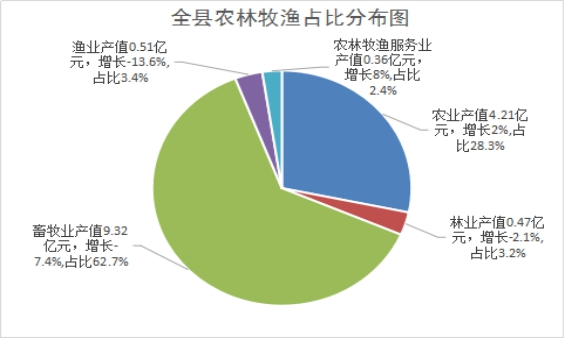 全县农林牧渔占比分布图
渔业产值0.51亿
元，增长-13.6%,
占比3.4%
农林牧渔服务业
产值0.36亿元，
增长8%,占比
2.4%
农业产值4.21亿
元，增长2%,占
比28.3%
林业产值0.47亿
元，增长-2.1%,
占比3.2%
畜牧业产值9.32
亿元，增长-
7.4%,占比62.7%